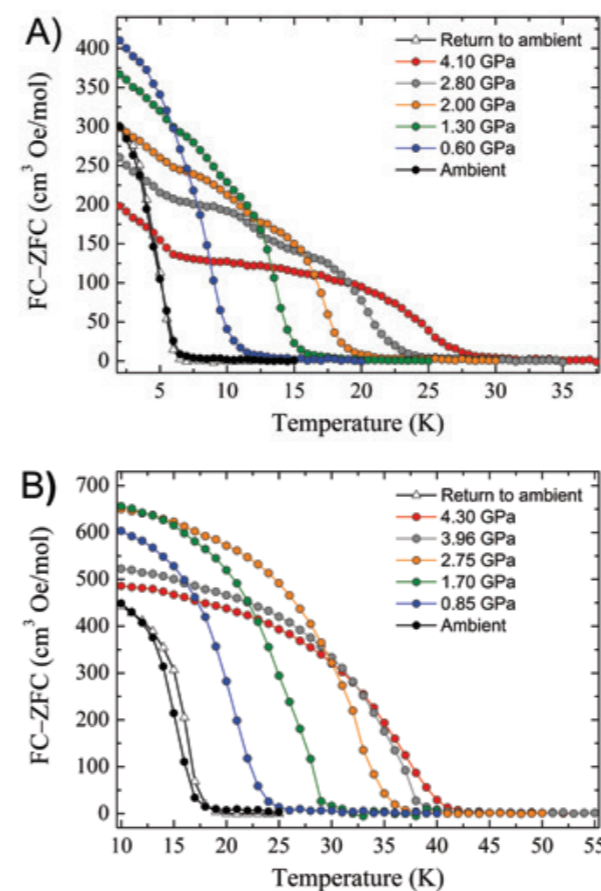 A)
FC–ZFC (cm³ Oe/mol)
400
350
300
250
200
150
100
50
0
Return to ambient
4.10 GPa
2.80 GPa
2.00 GPa
1.30 GPa
0.60 GPa
Ambient
5 10 15 20 25 30 35
Temperature (K)
B)
FC–ZFC (cm³ Oe/mol)
700
600
500
400
300
200
100
0
Return to ambient
4.30 GPa
3.96 GPa
2.75 GPa
1.70 GPa
0.85 GPa
Ambient
10 15 20 25 30 35 40 45 50 55
Temperature (K)